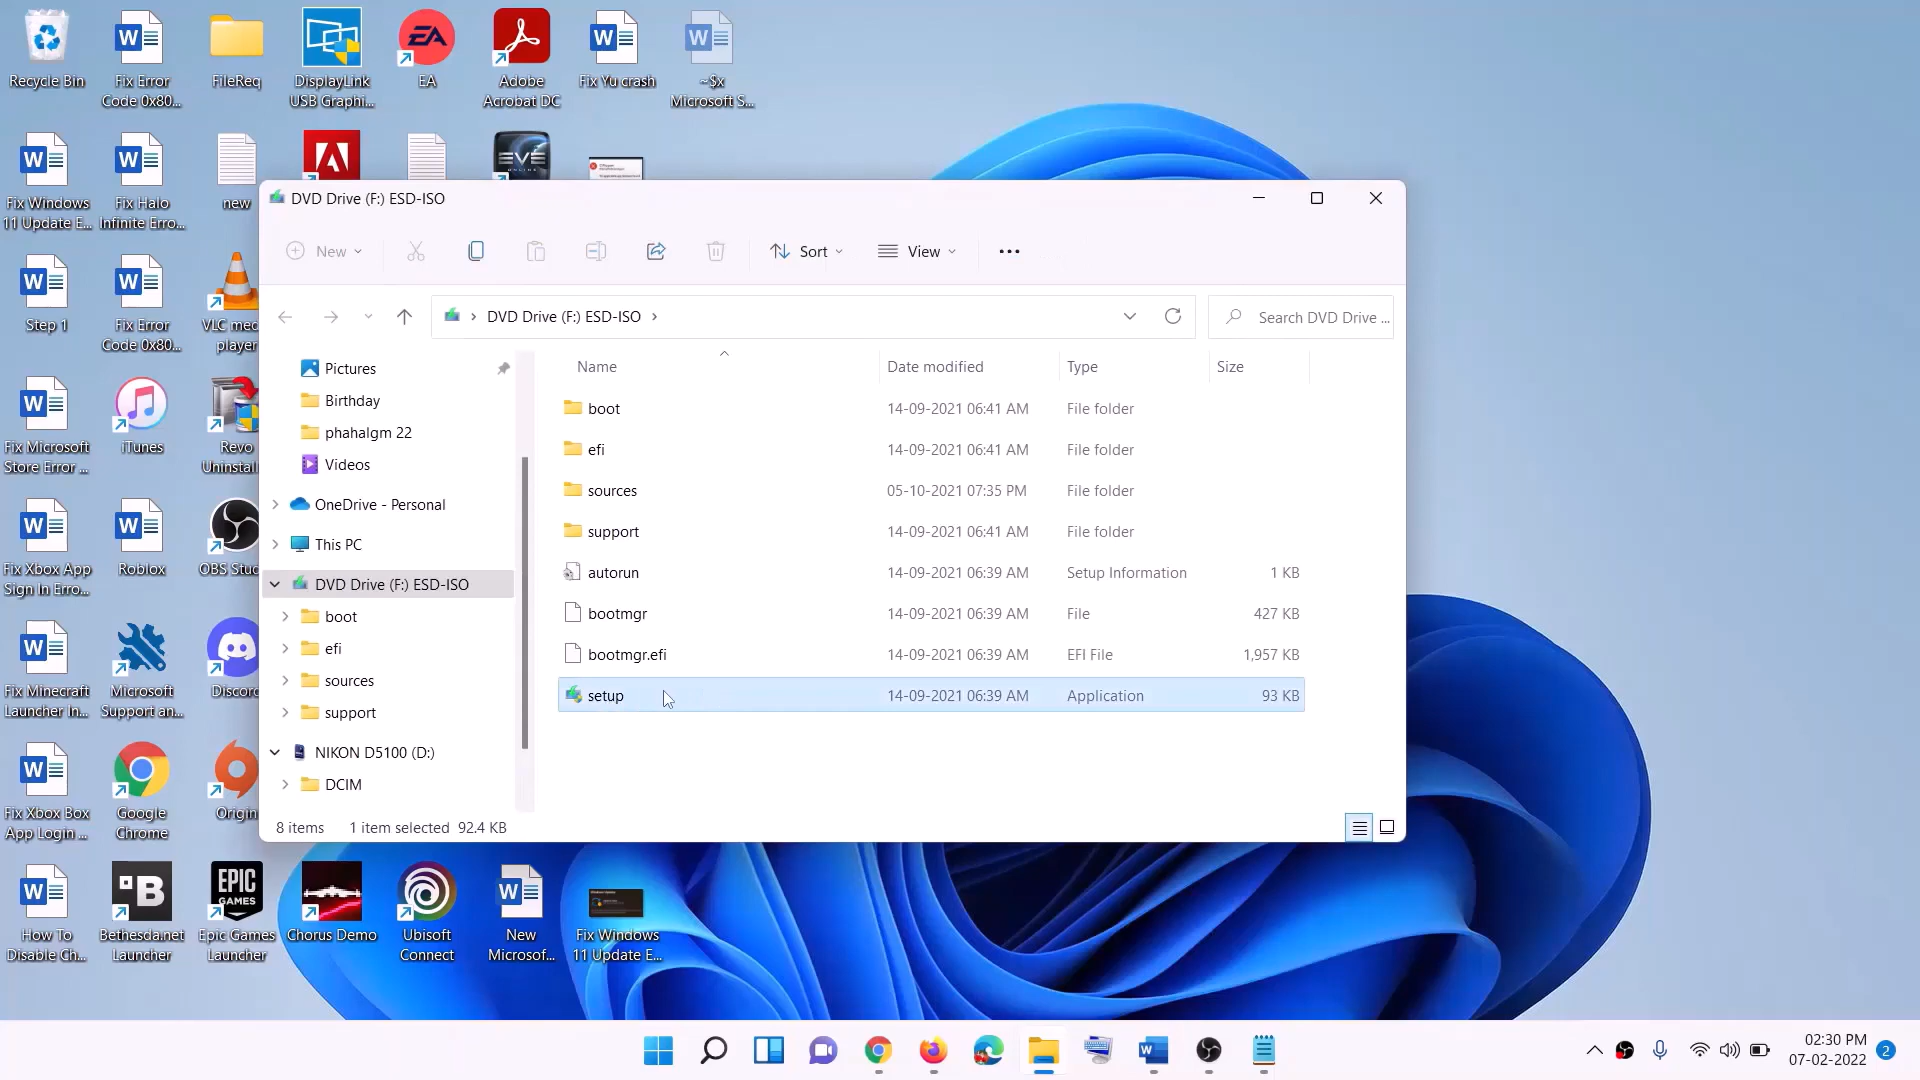 Recycle Bin
Fix Error
Code 0x80...
FileReq
DisplayLink
USB Graphi...
EA
Adobe
Acrobat DC
Fix Yu crash
~$x
Microsoft S...
Fix Windows
11 Update E...
Fix Halo
Infinite Erro...
new
EVE
ONLINE
Step 1
Fix Error
Code 0x80...
VLC med
player
Fix Microsoft
Store Error ...
iTunes
Revo
Uninstall
Fix Xbox App
Sign In Erro...
Roblox
OBS Stud
Fix Minecraft
Launcher In...
Microsoft
Support an...
Discord
Fix Xbox Box
App Login ...
Google
Chrome
Origin
How To
Disable Ch...
Bethesda.net
Launcher
EPIC
GAMES
Epic Games
Launcher
Chorus Demo
Ubisoft
Connect
New
Microsof...
Fix Windows
11 Update E...
DVD Drive (F:) ESD-ISO
New
Sort
View
DVD Drive (F:) ESD-ISO
Search DVD Drive ...
Pictures
Birthday
phahalgm 22
Videos
OneDrive - Personal
This PC
DVD Drive (F:) ESD-ISO
boot
efi
sources
support
NIKON D5100 (D:)
DCIM
Name Date modified Type Size
boot 14-09-2021 06:41 AM File folder
efi 14-09-2021 06:41 AM File folder
sources 05-10-2021 07:35 PM File folder
support 14-09-2021 06:41 AM File folder
autorun 14-09-2021 06:39 AM Setup Information 1 KB
bootmgr 14-09-2021 06:39 AM File 427 KB
bootmgr.efi 14-09-2021 06:39 AM EFI File 1,957 KB
setup 14-09-2021 06:39 AM Application 93 KB
8 items 1 item selected 92.4 KB
02:30 PM
07-02-2022
2